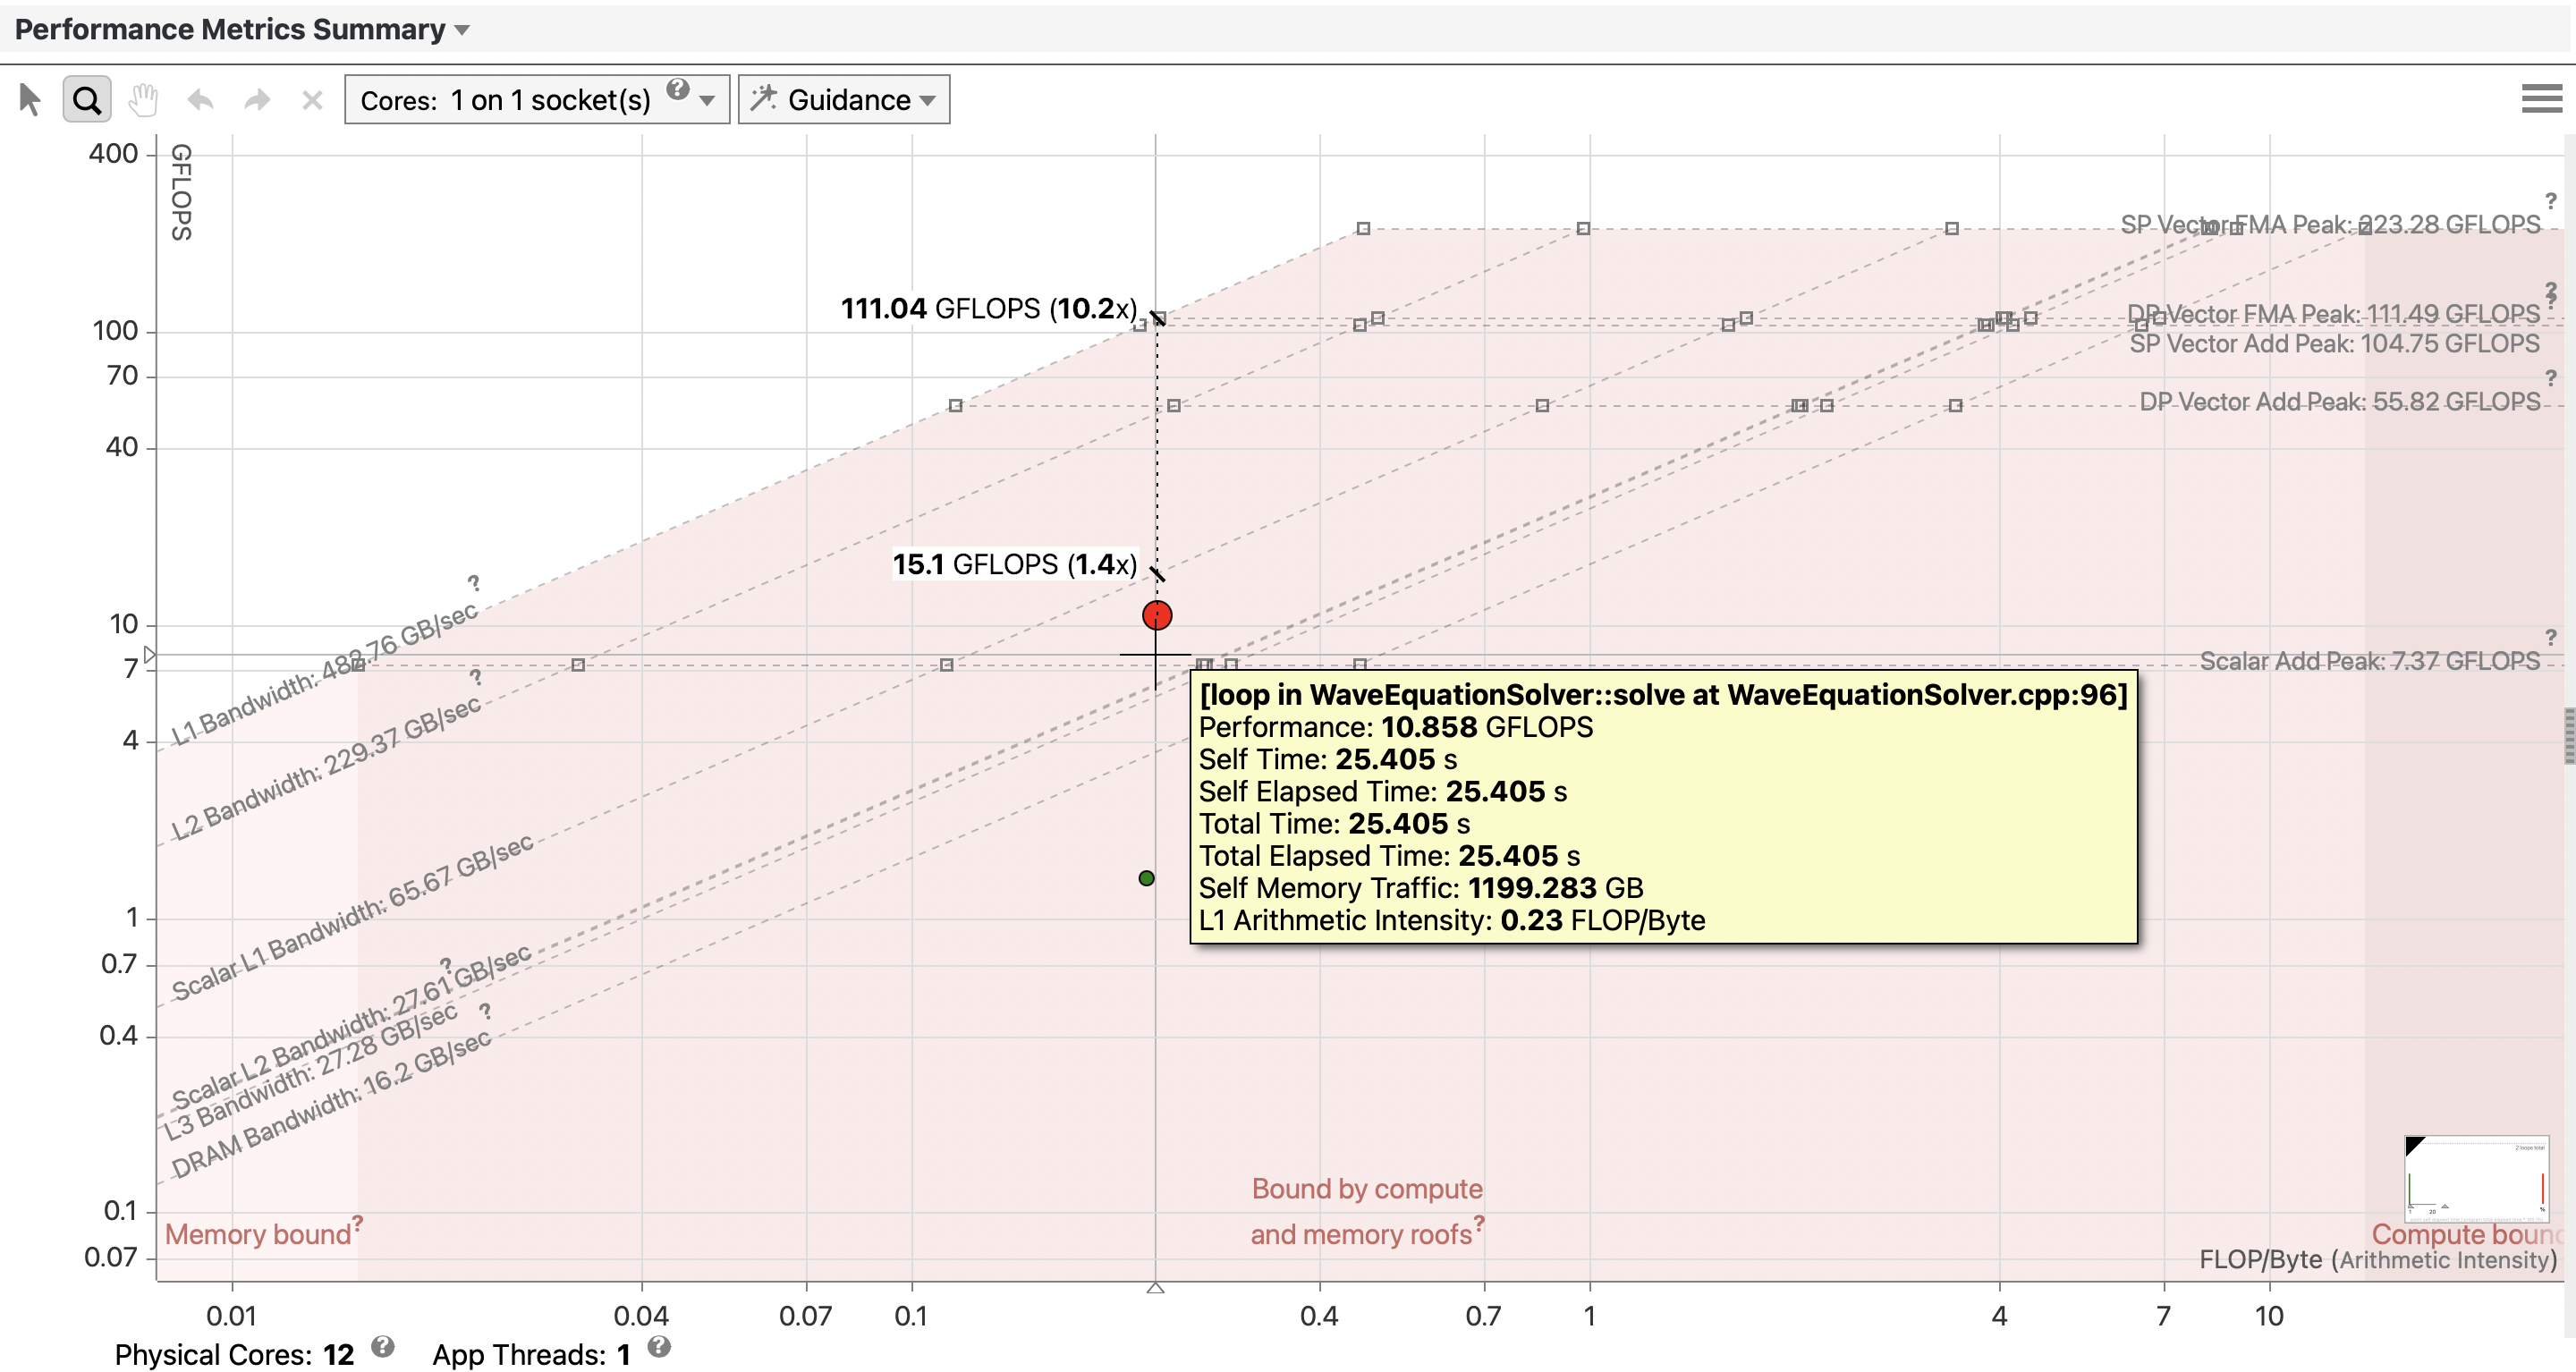 Performance Metrics Summary
Cores: 1 on 1 socket(s) ?
Guidance
GFLOPS
400
100
70
40
10
7
4
1
0.7
0.4
0.1
0.07
?
SP Vector FMA Peak: 223.28 GFLOPS
?
?
DP Vector FMA Peak: 111.49 GFLOPS
SP Vector Add Peak: 104.75 GFLOPS
?
DP Vector Add Peak: 55.82 GFLOPS
?
Scalar Add Peak: 7.37 GFLOPS
111.04 GFLOPS (10.2x)
15.1 GFLOPS (1.4x)
?
L1 Bandwidth: 482.76 GB/sec
?
L2 Bandwidth: 229.37 GB/sec
Scalar L1 Bandwidth: 65.67 GB/sec
?
Scalar L2 Bandwidth: 27.61 GB/sec
L3 Bandwidth: 27.28 GB/sec
?
DRAM Bandwidth: 16.2 GB/sec
[loop in WaveEquationSolver::solve at WaveEquationSolver.cpp:96]
Performance: 10.858 GFLOPS
Self Time: 25.405 s
Self Elapsed Time: 25.405 s
Total Time: 25.405 s
Total Elapsed Time: 25.405 s
Self Memory Traffic: 1199.283 GB
L1 Arithmetic Intensity: 0.23 FLOP/Byte
Memory bound?
Bound by compute
and memory roofs?
Compute bound
FLOP/Byte (Arithmetic Intensity)
0.01
0.04
0.07
0.1
0.4
0.7
1
4
7
10
Physical Cores: 12 ?
App Threads: 1 ?